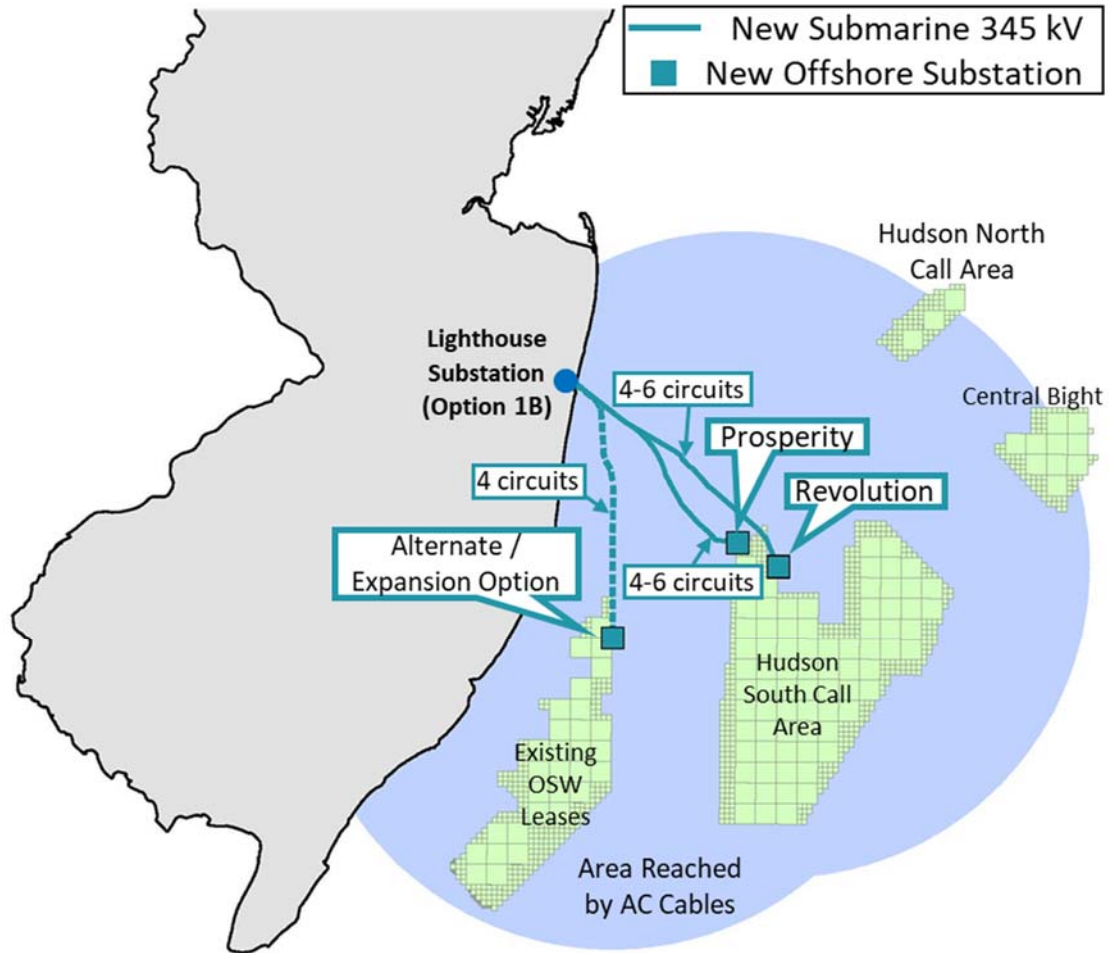 New Submarine 345 kV
New Offshore Substation
Hudson North
Call Area
Lighthouse
Substation
(Option 1B)
4-6 circuits
Central Bight
Prosperity
4 circuits
Revolution
Alternate /
Expansion Option
4-6 circuits
Hudson
South Call
Area
Existing
OSW
Leases
Area Reached
by AC Cables